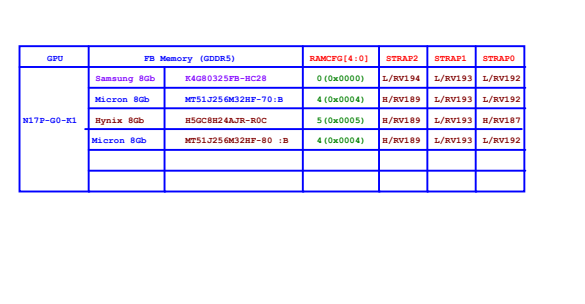 GPU FB Memory (GDDR5) RAMCFG[4:0] STRAP2 STRAP1 STRAP0
Samsung 8Gb K4G80325FB-HC28 0(0x0000) L/RV194 L/RV193 L/RV192
Micron 8Gb MT51J256M32HF-70:B 4(0x0004) H/RV189 L/RV193 L/RV192
N17P-G0-K1 Hynix 8Gb H5GC8H24AJR-R0C 5(0x0005) H/RV189 L/RV193 H/RV187
Micron 8Gb MT51J256M32HF-80 :B 4(0x0004) H/RV189 L/RV193 L/RV192